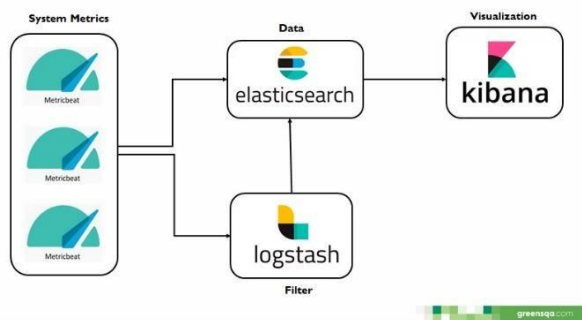 System Metrics
Metricbeat
Metricbeat
Metricbeat
Data
elasticsearch
Visualization
kibana
logstash
Filter
greensqa.com